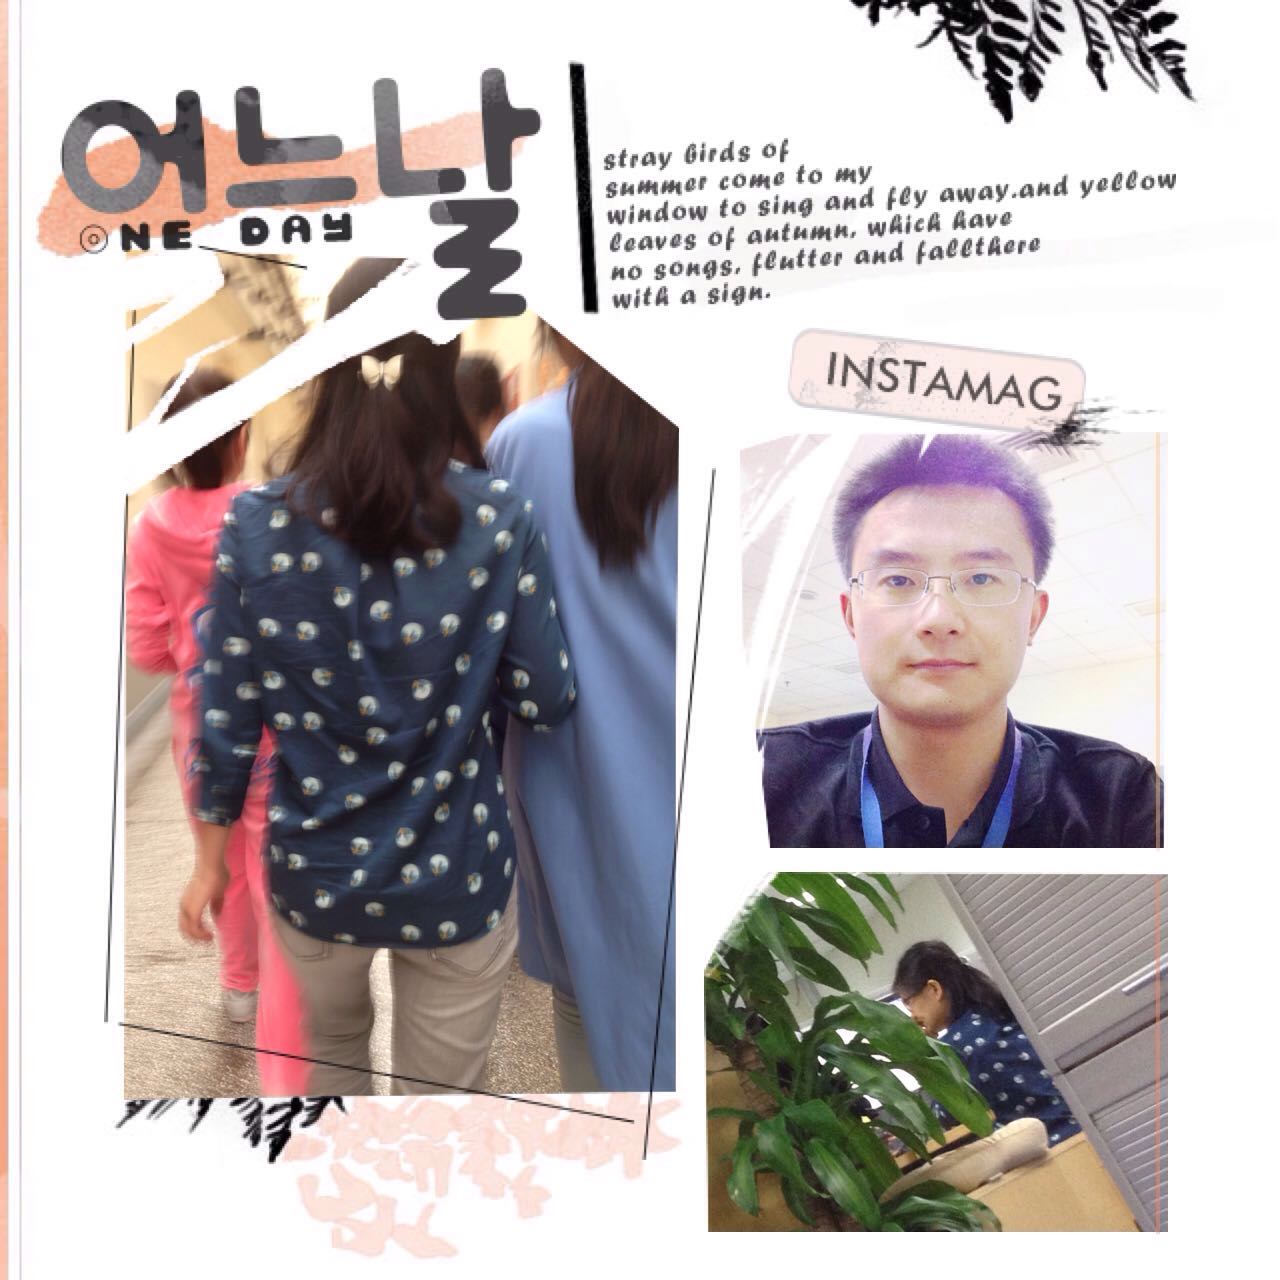 어느날
ONE DAY
stray birds of
summer come to my
window to sing and fly away.and yellow
leaves of autumn, which have
no songs, flutter and fallthere
with a sign.
INSTAMAG